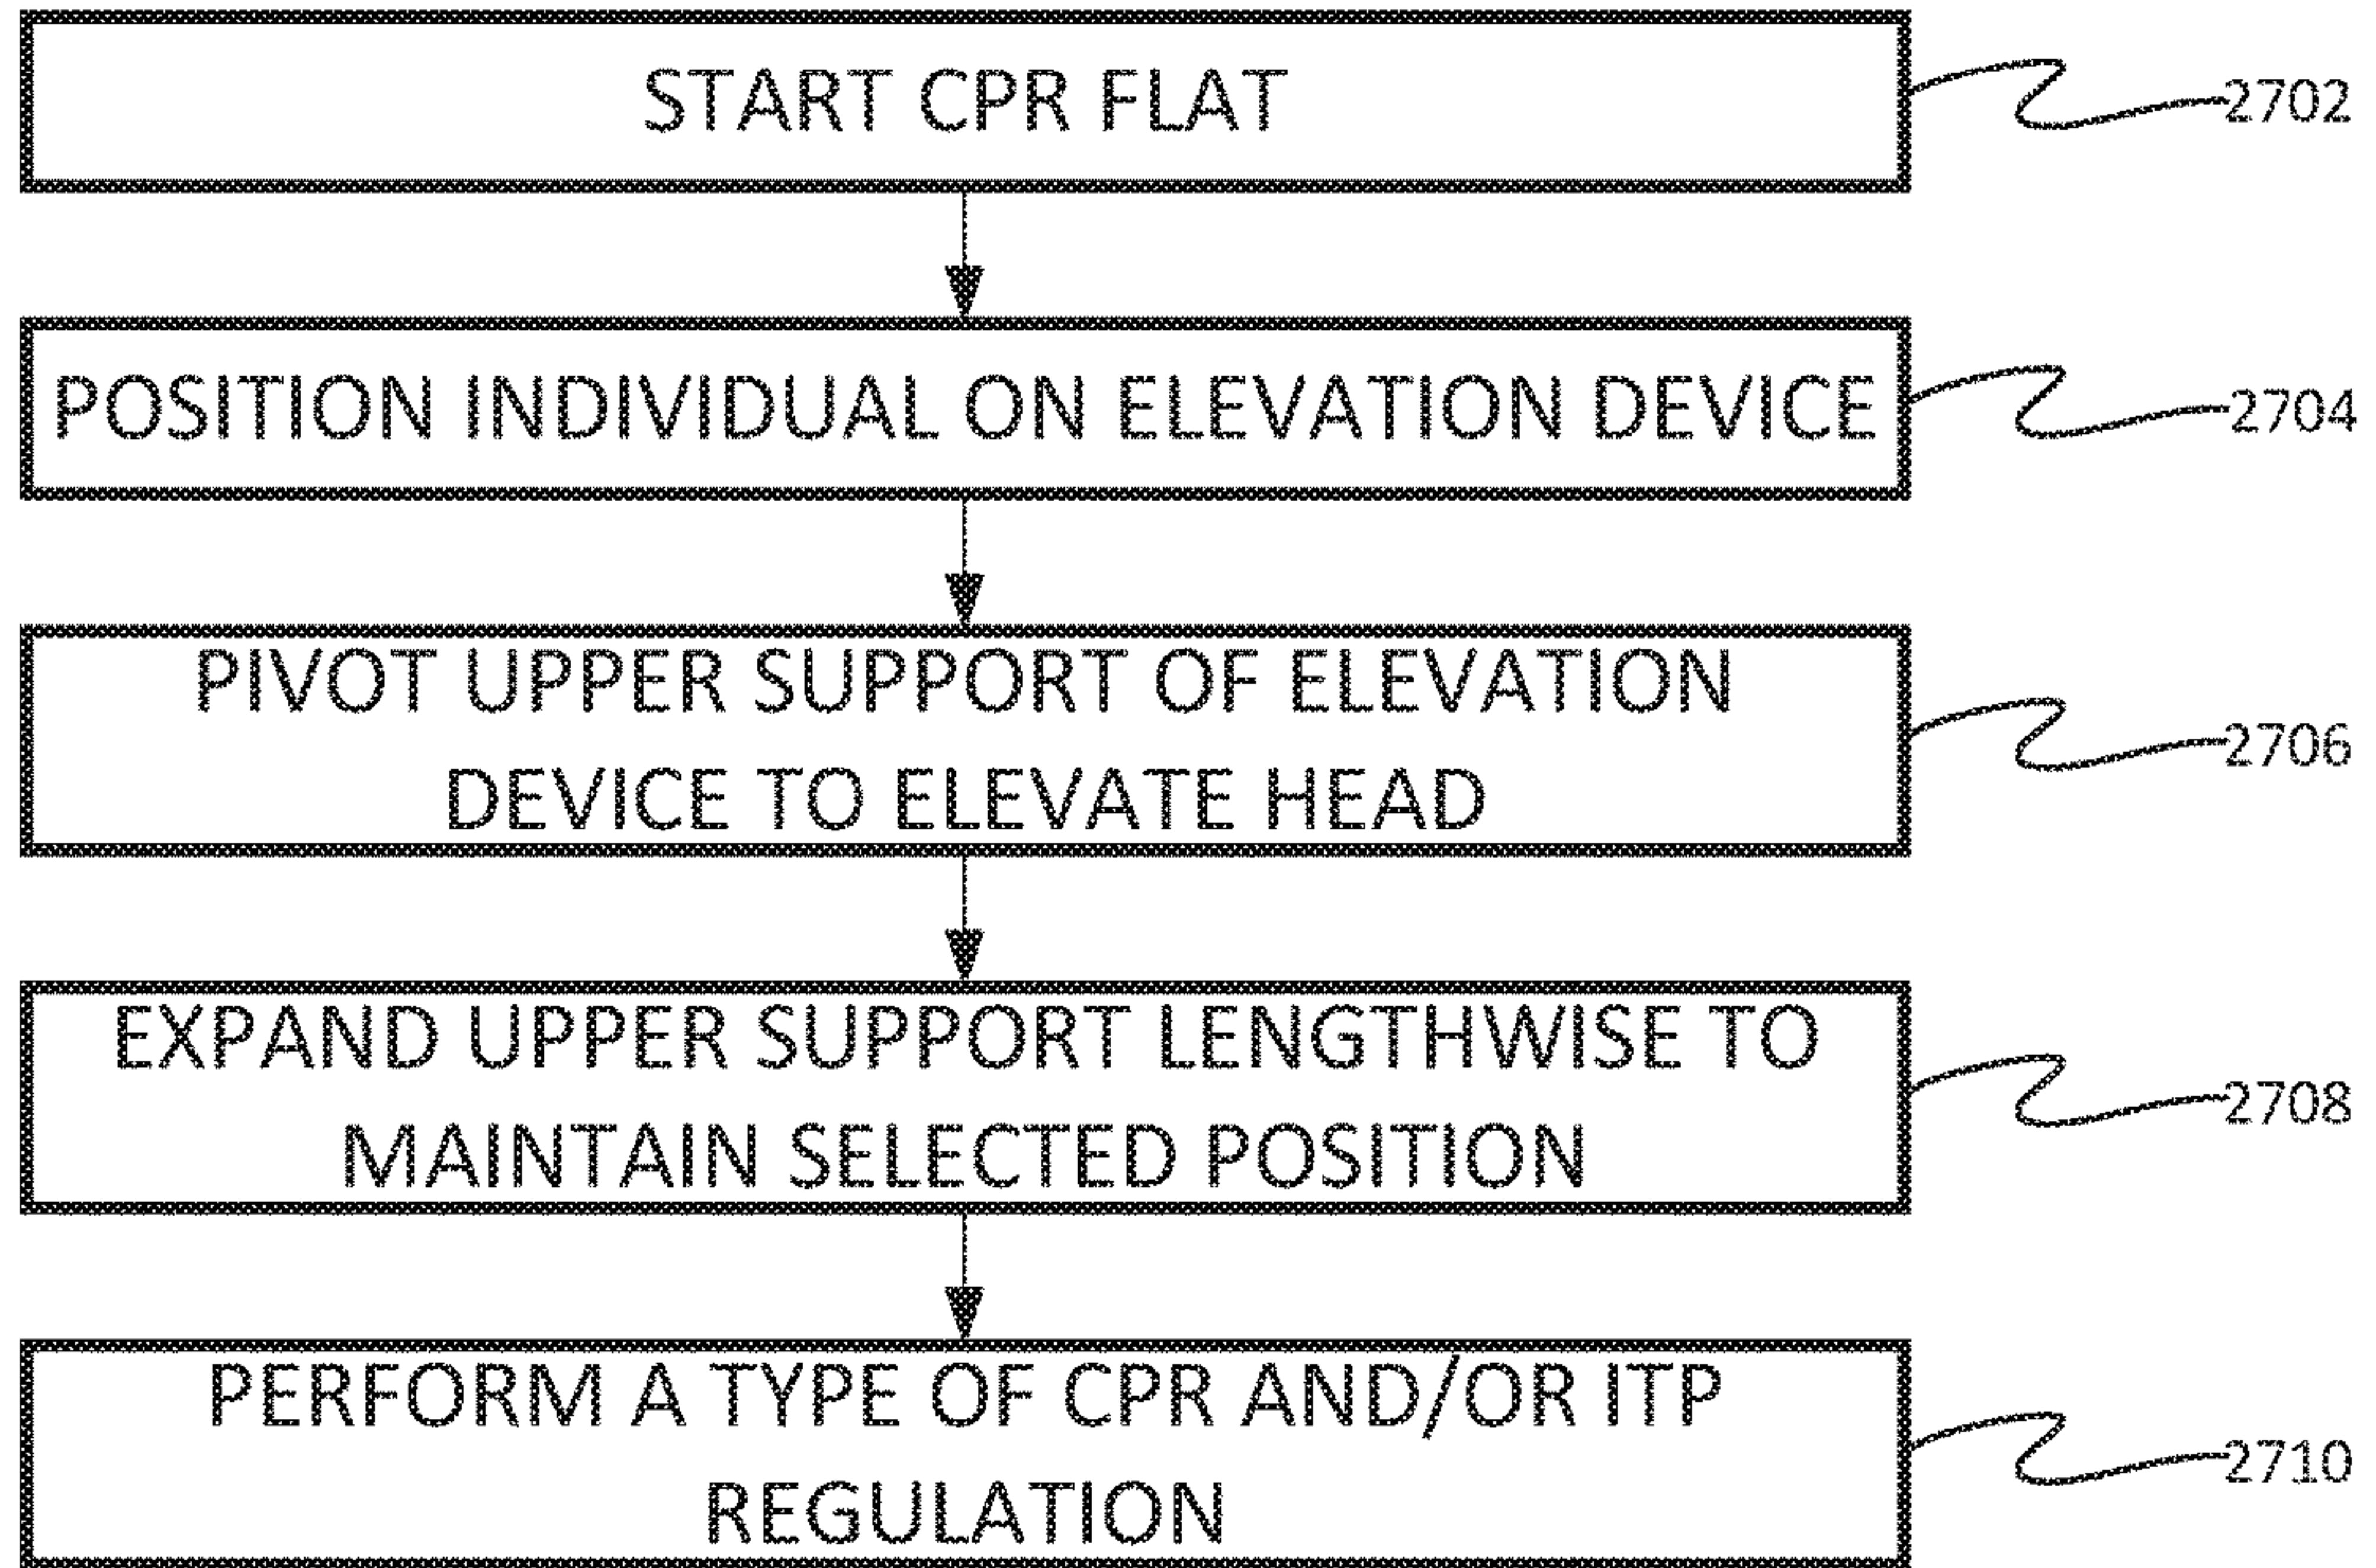 START CPR FLAT
2702
POSITION INDIVIDUAL ON ELEVATION DEVICE
2704
PIVOT UPPER SUPPORT OF ELEVATION
DEVICE TO ELEVATE HEAD
2706
EXPAND UPPER SUPPORT LENGTHWISE TO
MAINTAIN SELECTED POSITION
2708
PERFORM A TYPE OF CPR AND/OR ITP
REGULATION
2710